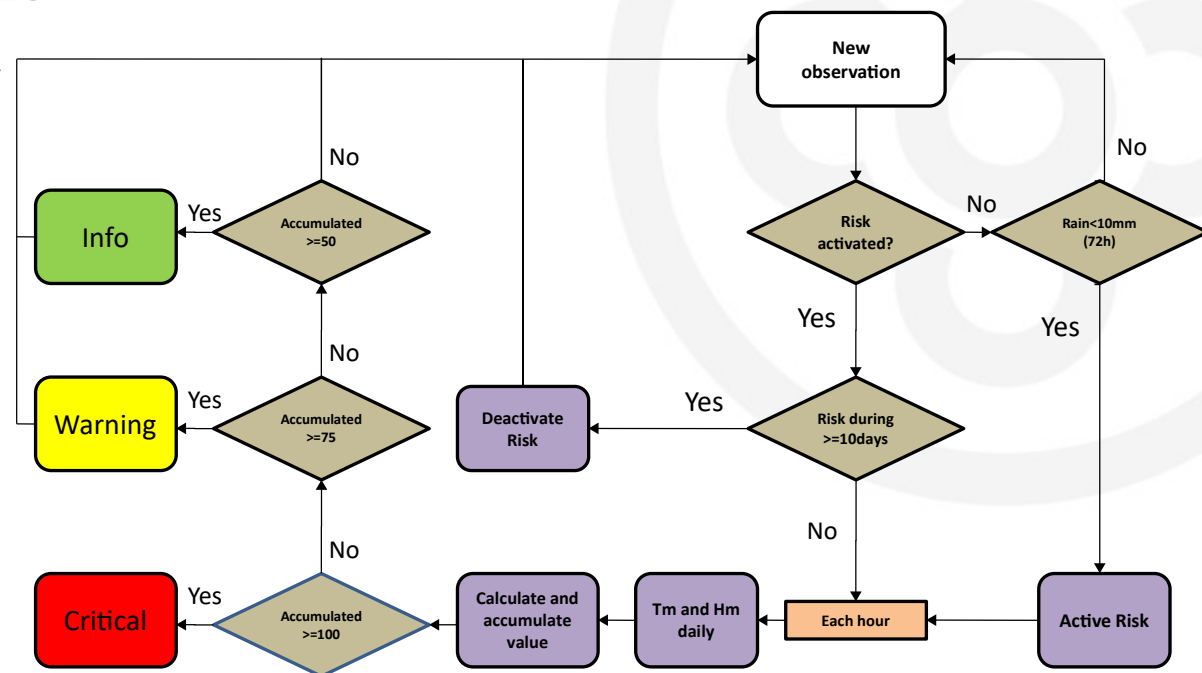 New
observation
No
No
Info
Yes
Accumulated
>=50
Risk
activated?
No
Rain<10mm
(72h)
Yes
Yes
No
Warning
Yes
Accumulated
>=75
Deactivate
Risk
Yes
Risk during
>=10days
No
No
Critical
Yes
Accumulated
>=100
Calculate and
accumulate
value
Tm and Hm
daily
Each hour
Active Risk